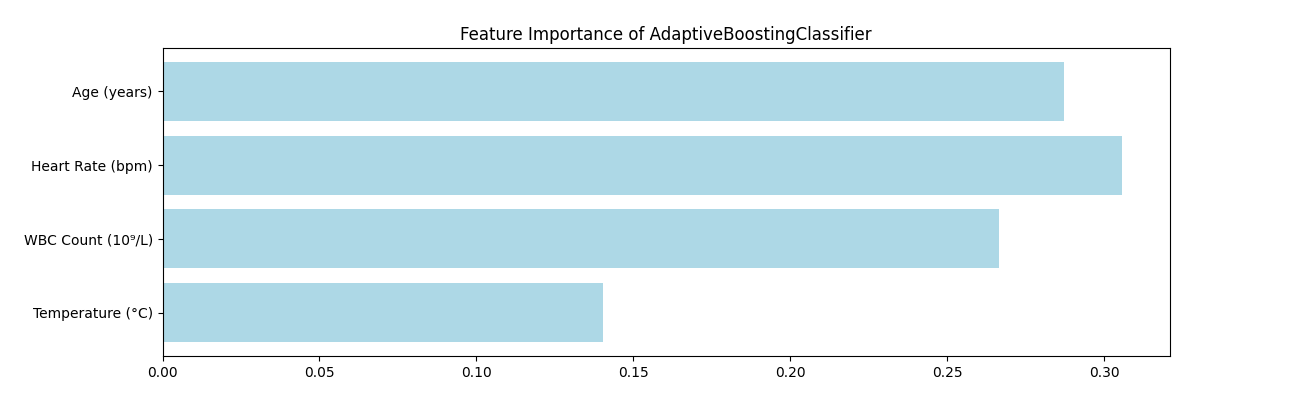 Feature Importance of AdaptiveBoostingClassifier
Age (years)
Heart Rate (bpm)
WBC Count (10⁹/L)
Temperature (°C)
0.00 0.05 0.10 0.15 0.20 0.25 0.30